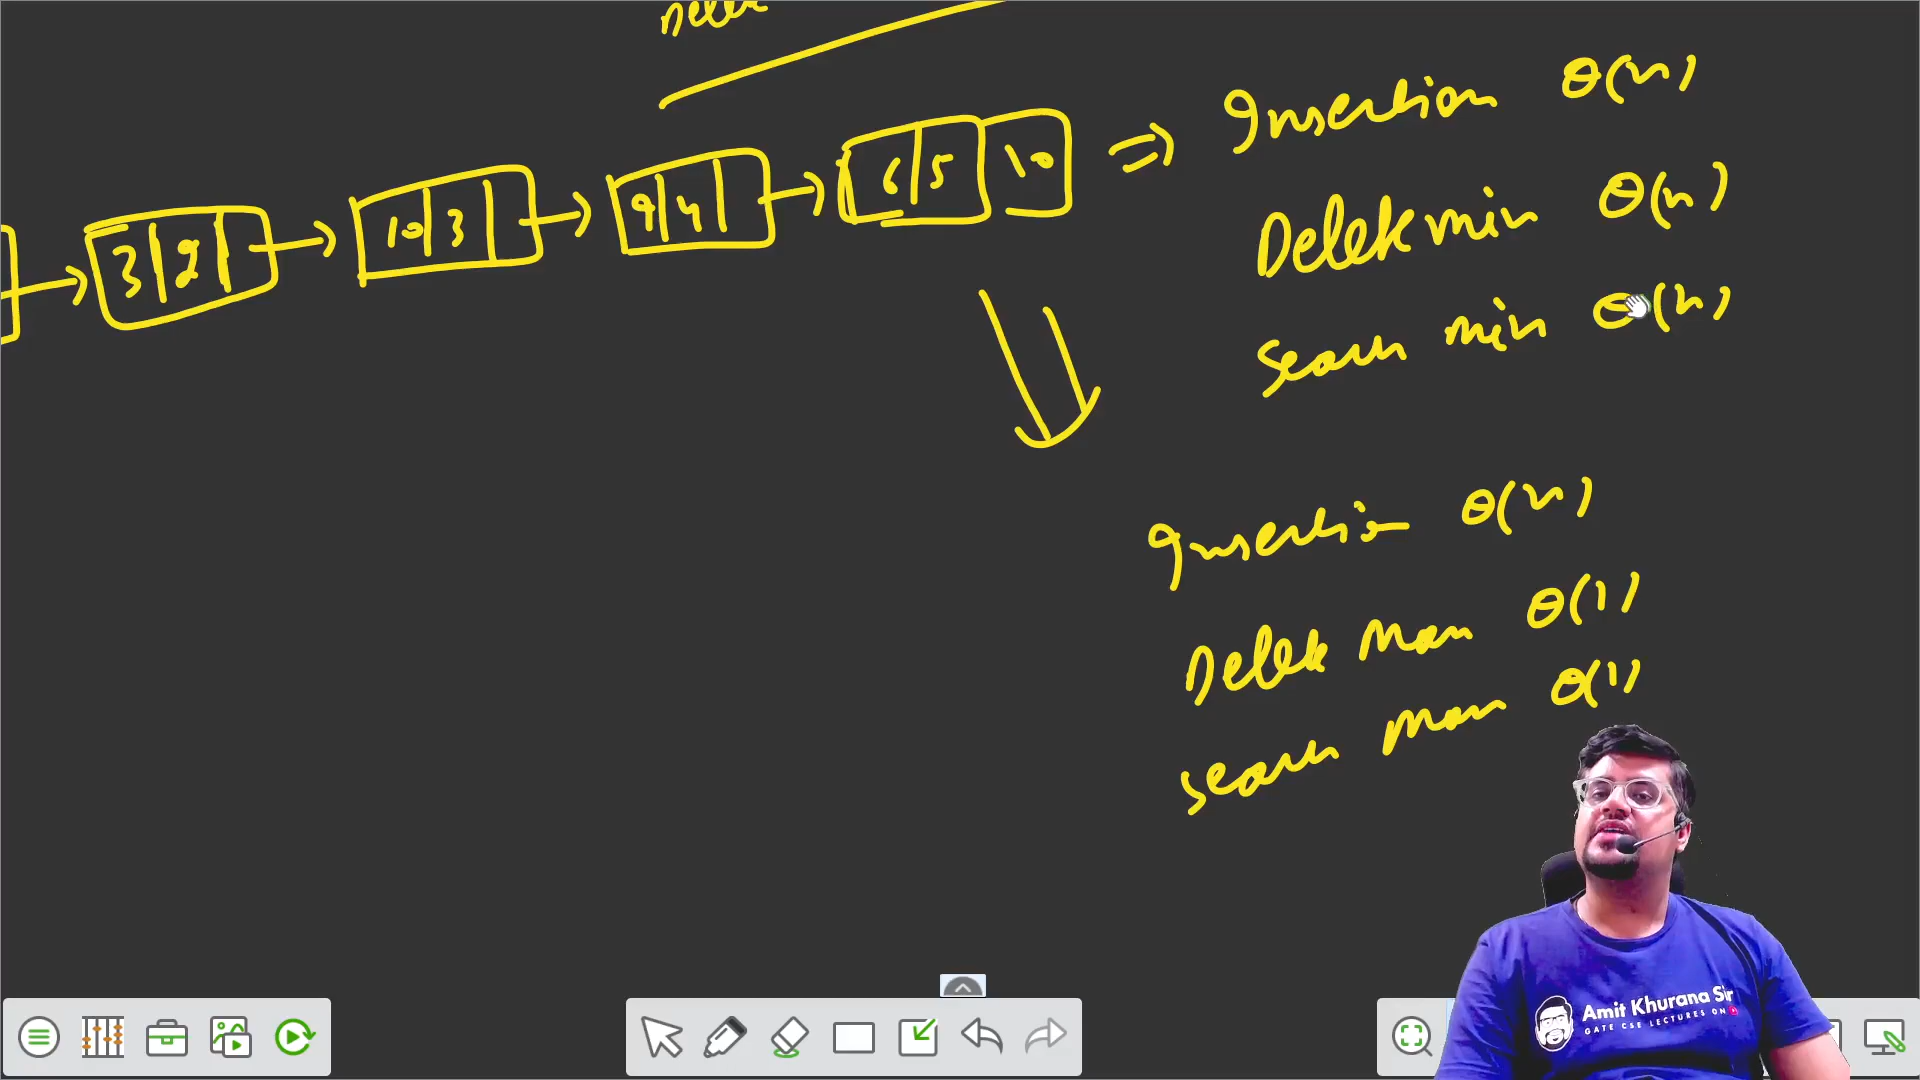 Delete
3 2
10 3
9 4
6 5 10
⇒ Insertion θ(n)
Delete min θ(n)
Search min θ(n)
Insertion θ(n)
Delete Max θ(1)
Search Max θ(1)
Amit Khurana Sir
GATE CSE LECTURES ON